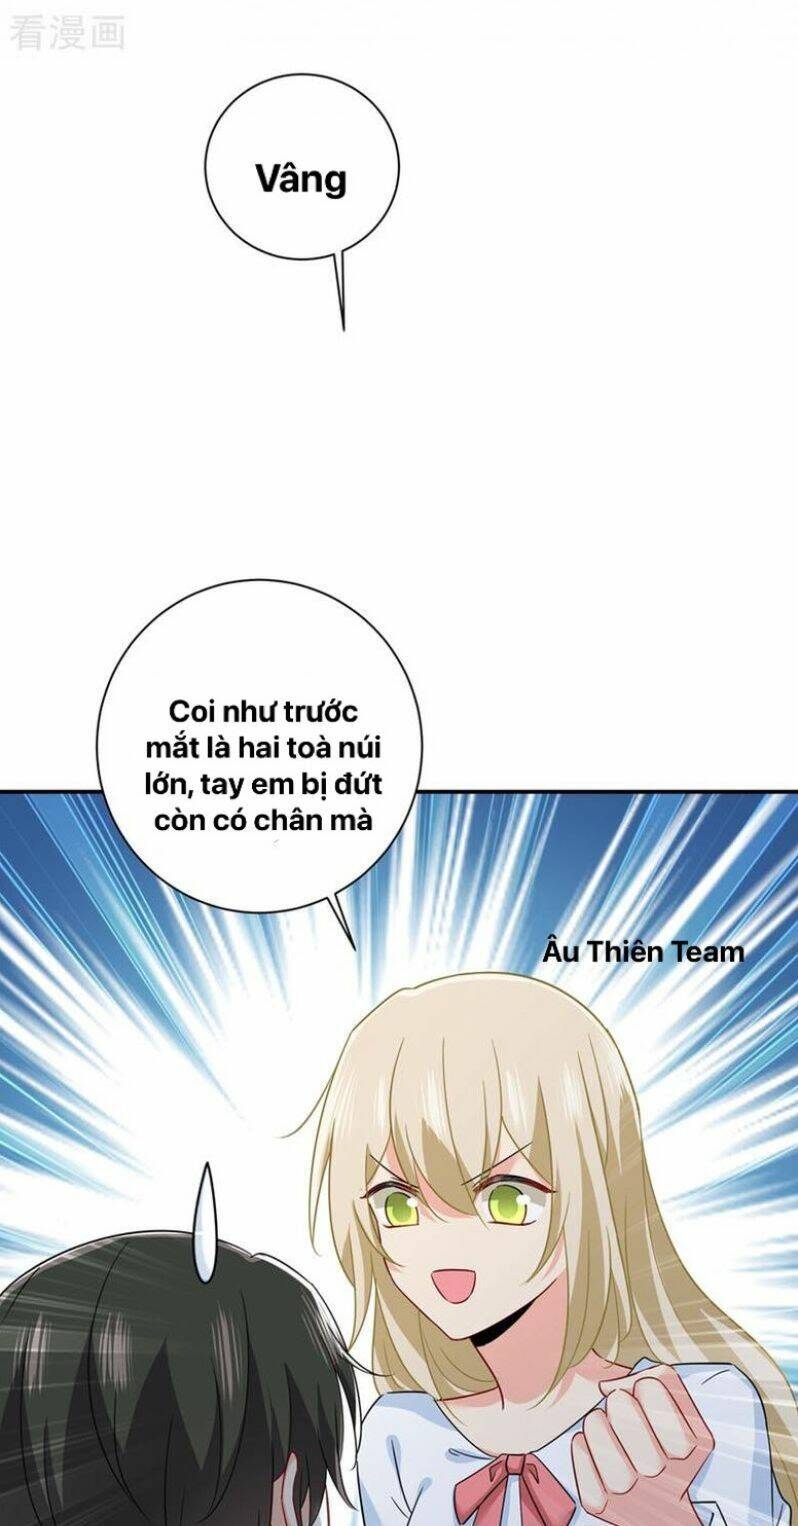 看漫画
Vâng
Coi như trước
mắt là hai toà núi
lớn, tay em bị đứt
còn có chân mà
Âu Thiên Team